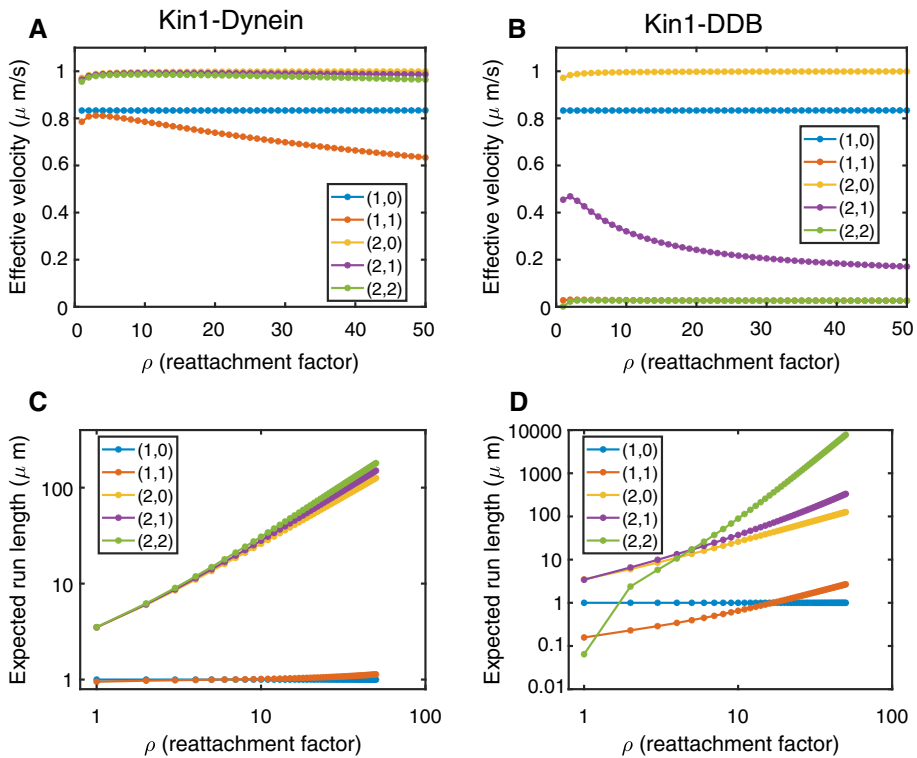 Kin1-Dynein
Kin1-DDB
A
Effective velocity (μ m/s)
1
0.8
0.6
0.4
0.2
0
0 10 20 30 40 50
ρ (reattachment factor)
(1,0)
(1,1)
(2,0)
(2,1)
(2,2)
B
Effective velocity (μ m/s)
1
0.8
0.6
0.4
0.2
0
0 10 20 30 40 50
ρ (reattachment factor)
(1,0)
(1,1)
(2,0)
(2,1)
(2,2)
C
Expected run length (μ m)
100
10
1
1 10 100
ρ (reattachment factor)
(1,0)
(1,1)
(2,0)
(2,1)
(2,2)
D
Expected run length (μ m)
10000
1000
100
10
1
0.1
0.01
1 10 100
ρ (reattachment factor)
(1,0)
(1,1)
(2,0)
(2,1)
(2,2)